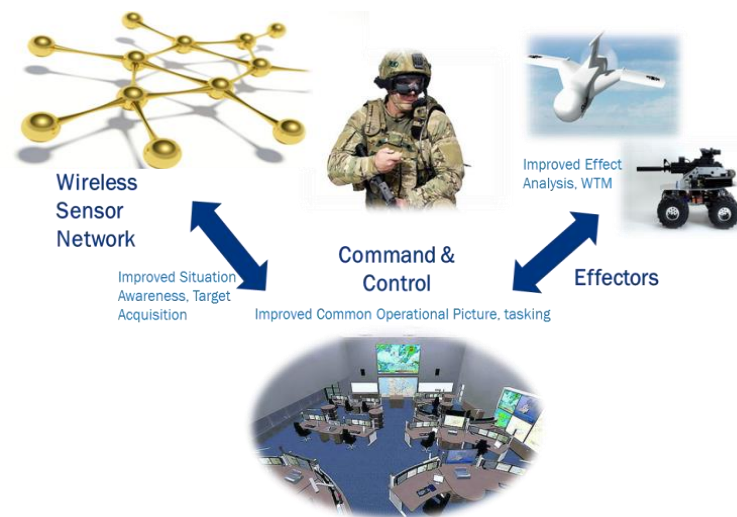 Wireless
Sensor
Network
Improved Situation
Awareness, Target
Acquisition
Command &
Control
Improved Common Operational Picture, tasking
Improved Effect
Analysis, WTM
Effectors